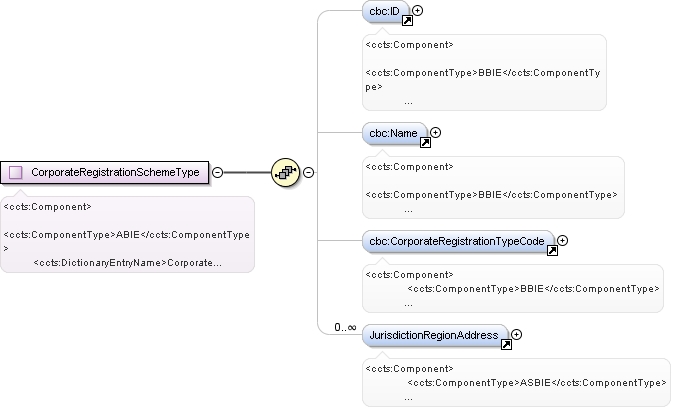 cbc:ID
<ccts:Component>
<ccts:ComponentType>BBIE</ccts:ComponentTy
pe>
...
cbc:Name
<ccts:Component>
<ccts:ComponentType>BBIE</ccts:ComponentType>
...
CorporateRegistrationSchemeType
<ccts:Component>
<ccts:ComponentType>ABIE</ccts:ComponentType
>
<ccts:DictionaryEntryName>Corporate...
cbc:CorporateRegistrationTypeCode
<ccts:Component>
<ccts:ComponentType>BBIE</ccts:ComponentType>
...
0..∞
JurisdictionRegionAddress
<ccts:Component>
<ccts:ComponentType>ASBIE</ccts:ComponentType>
...